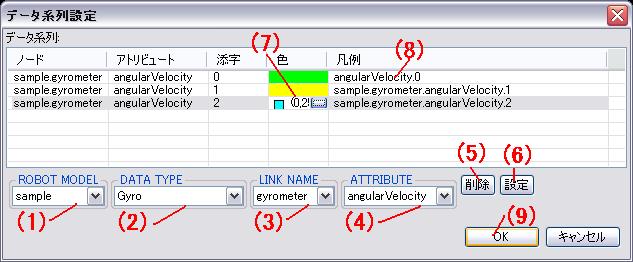 データ系列設定
データ系列:
(7)
(8)
ノード アトリビュート 添字 色 凡例
sample.gyrometer angularVelocity 0 angularVelocity.0
sample.gyrometer angularVelocity 1 sample.gyrometer.angularVelocity.1
sample.gyrometer angularVelocity 2 sample.gyrometer.angularVelocity.2
(5) (6)
ROBOT MODEL DATA TYPE LINK NAME ATTRIBUTE
sample Gyro gyrometer angularVelocity 削除 設定
(1) (2) (3) (4) (9)
OK キャンセル